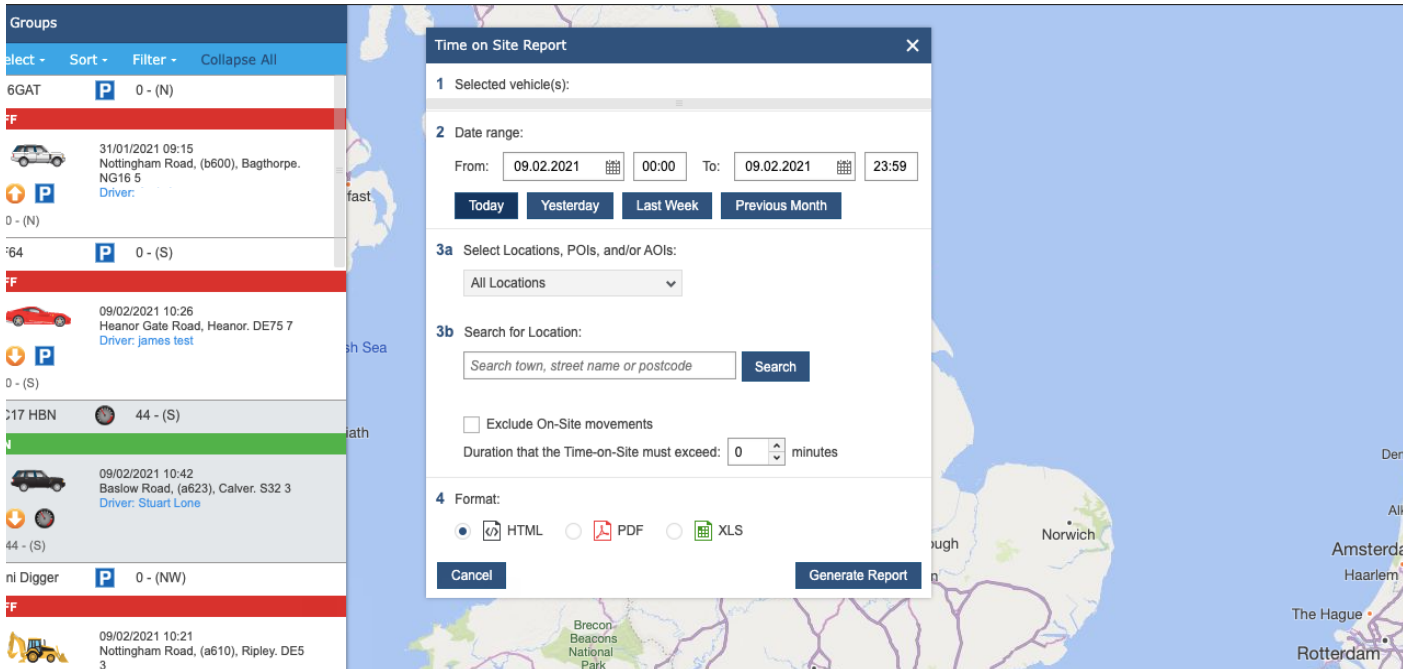 Groups
elect
Sort
Filter
Collapse All
6GAT
P
0 - (N)
FF
31/01/2021 09:15
Nottingham Road, (b600), Bagthorpe.
NG16 5
Driver:
P
0 - (N)
F64
P
0 - (S)
FF
09/02/2021 10:26
Heanor Gate Road, Heanor. DE75 7
Driver: james test
P
0 - (S)
C17 HBN
44 - (S)
N
09/02/2021 10:42
Baslow Road, (a623), Calver. S32 3
Driver: Stuart Lone
44 - (S)
ni Digger
P
0 - (NW)
FF
09/02/2021 10:21
Nottingham Road, (a610), Ripley. DE5
3
Time on Site Report
1 Selected vehicle(s):
2 Date range:
From: 09.02.2021 00:00 To: 09.02.2021 23:59
Today Yesterday Last Week Previous Month
3a Select Locations, POIs, and/or AOIs:
All Locations
3b Search for Location:
Search town, street name or postcode Search
Exclude On-Site movements
Duration that the Time-on-Site must exceed: 0 minutes
4 Format:
HTML PDF XLS
Cancel Generate Report
fast
sh Sea
iath
ough
n
Norwich
Brecon
Beacons
National
Park
Den
Alk
Amsterda
Haarlem
The Hague
Rotterdam